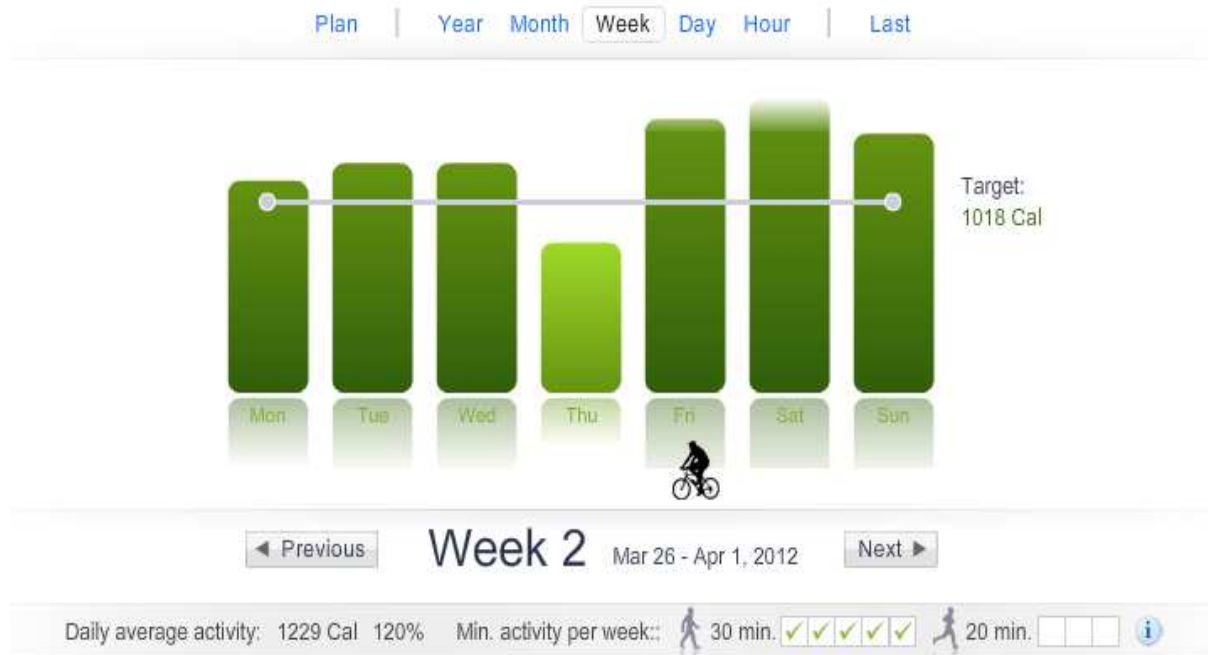 Plan | Year Month Week Day Hour | Last
Target:
1018 Cal
Mon Tue Wed Thu Fri Sat Sun
Previous Week 2 Mar 26 - Apr 1, 2012 Next
Daily average activity: 1229 Cal 120% Min. activity per week:: 30 min. 20 min. i